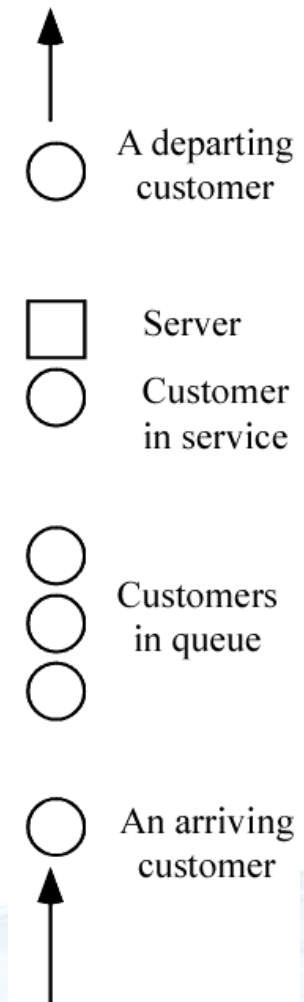 A departing
customer
Server
Customer
in service
Customers
in queue
An arriving
customer